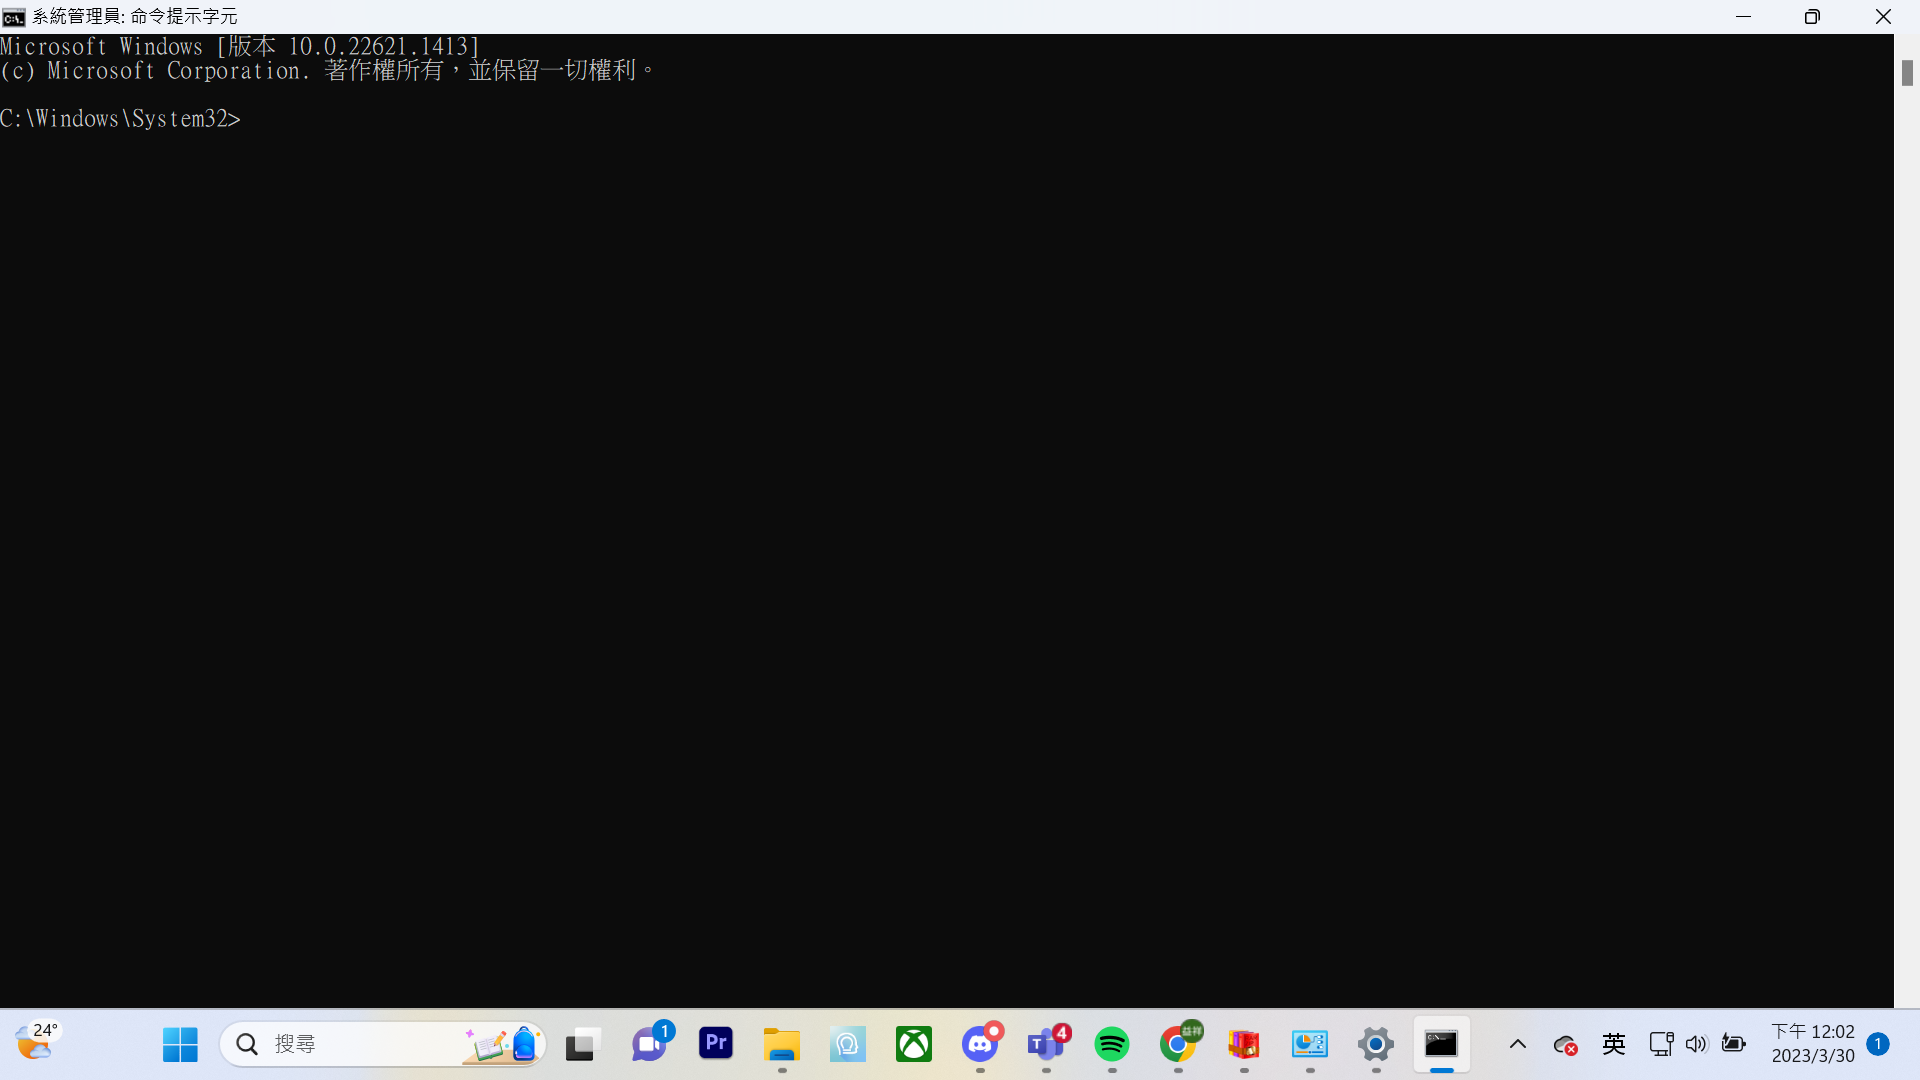 系統管理員: 命令提示字元
Microsoft Windows [版本 10.0.22621.1413]
(c) Microsoft Corporation. 著作權所有，並保留一切權利。
C:\Windows\System32>
24°
搜尋
1
Pr
T
4
益祥
英
下午 12:02
2023/3/30
1